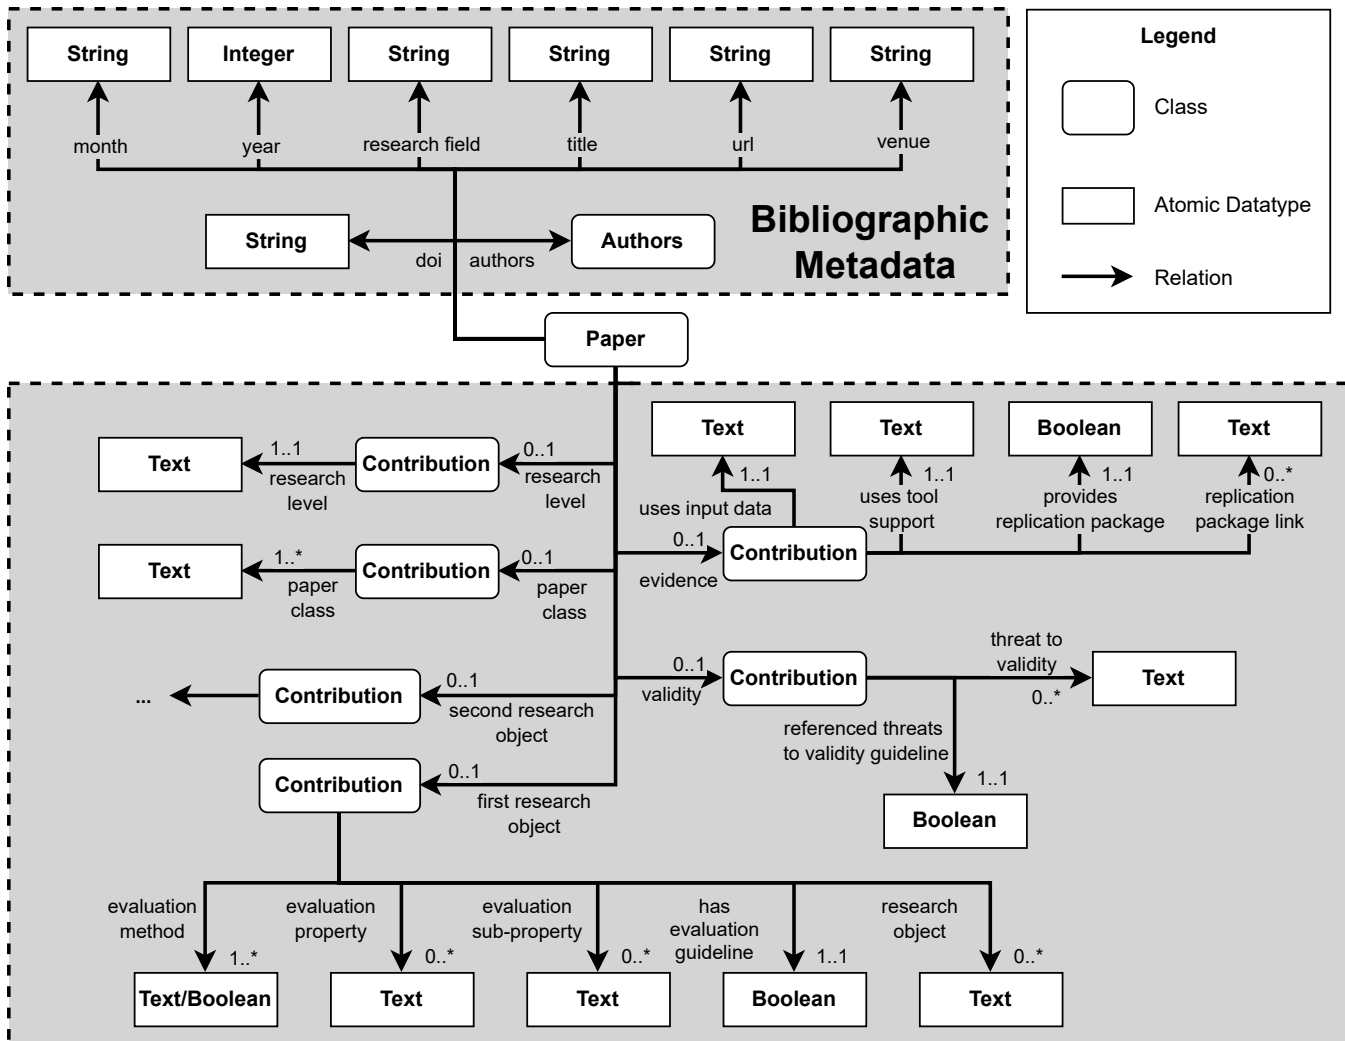 String
Integer
String
String
String
String
month
year
research field
title
url
venue
String
doi
authors
Authors
Bibliographic
Metadata
Legend
Class
Atomic Datatype
Relation
Paper
Text
1..1
research
level
Contribution
0..1
research
level
Text
1..*
paper
class
Contribution
0..1
paper
class
...
Contribution
0..1
second research
object
Contribution
0..1
first research
object
Text
Text
Boolean
Text
1..1
1..1
1..1
0..*
uses input data
uses tool
support
provides
replication package
replication
package link
0..1
evidence
Contribution
0..1
validity
Contribution
threat to
validity
0..*
Text
referenced threats
to validity guideline
1..1
Boolean
evaluation
method
1..*
Text/Boolean
evaluation
property
0..*
Text
evaluation
sub-property
0..*
Text
has
evaluation
guideline
1..1
Boolean
research
object
0..*
Text